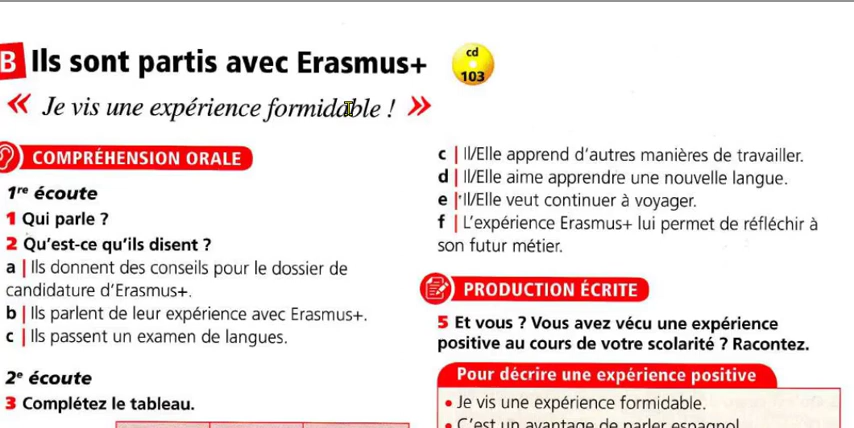 B Ils sont partis avec Erasmus+
cd
103
« Je vis une expérience formidable ! »
COMPRÉHENSION ORALE
1re écoute
1 Qui parle ?
2 Qu'est-ce qu'ils disent ?
a | Ils donnent des conseils pour le dossier de
candidature d'Erasmus+.
b | Ils parlent de leur expérience avec Erasmus+.
c | Ils passent un examen de langues.
2e écoute
3 Complétez le tableau.
c | Il/Elle apprend d'autres manières de travailler.
d | Il/Elle aime apprendre une nouvelle langue.
e | Il/Elle veut continuer à voyager.
f | L'expérience Erasmus+ lui permet de réfléchir à
son futur métier.
PRODUCTION ÉCRITE
5 Et vous ? Vous avez vécu une expérience
positive au cours de votre scolarité ? Racontez.
Pour décrire une expérience positive
• Je vis une expérience formidable.
• C'est un avantage de parler espagnol